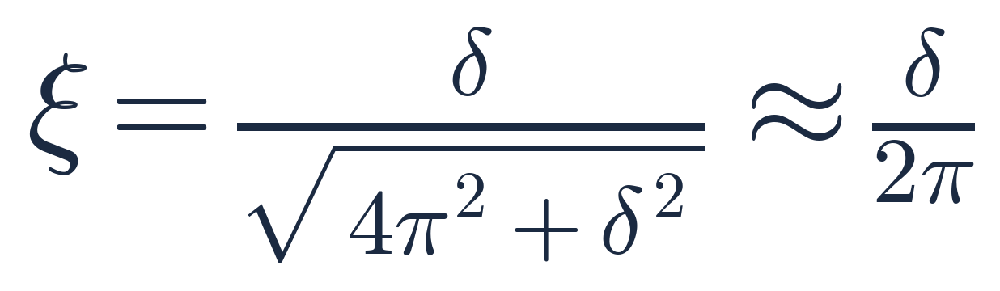 ξ = δ / √(4π² + δ²) ≈ δ / 2π